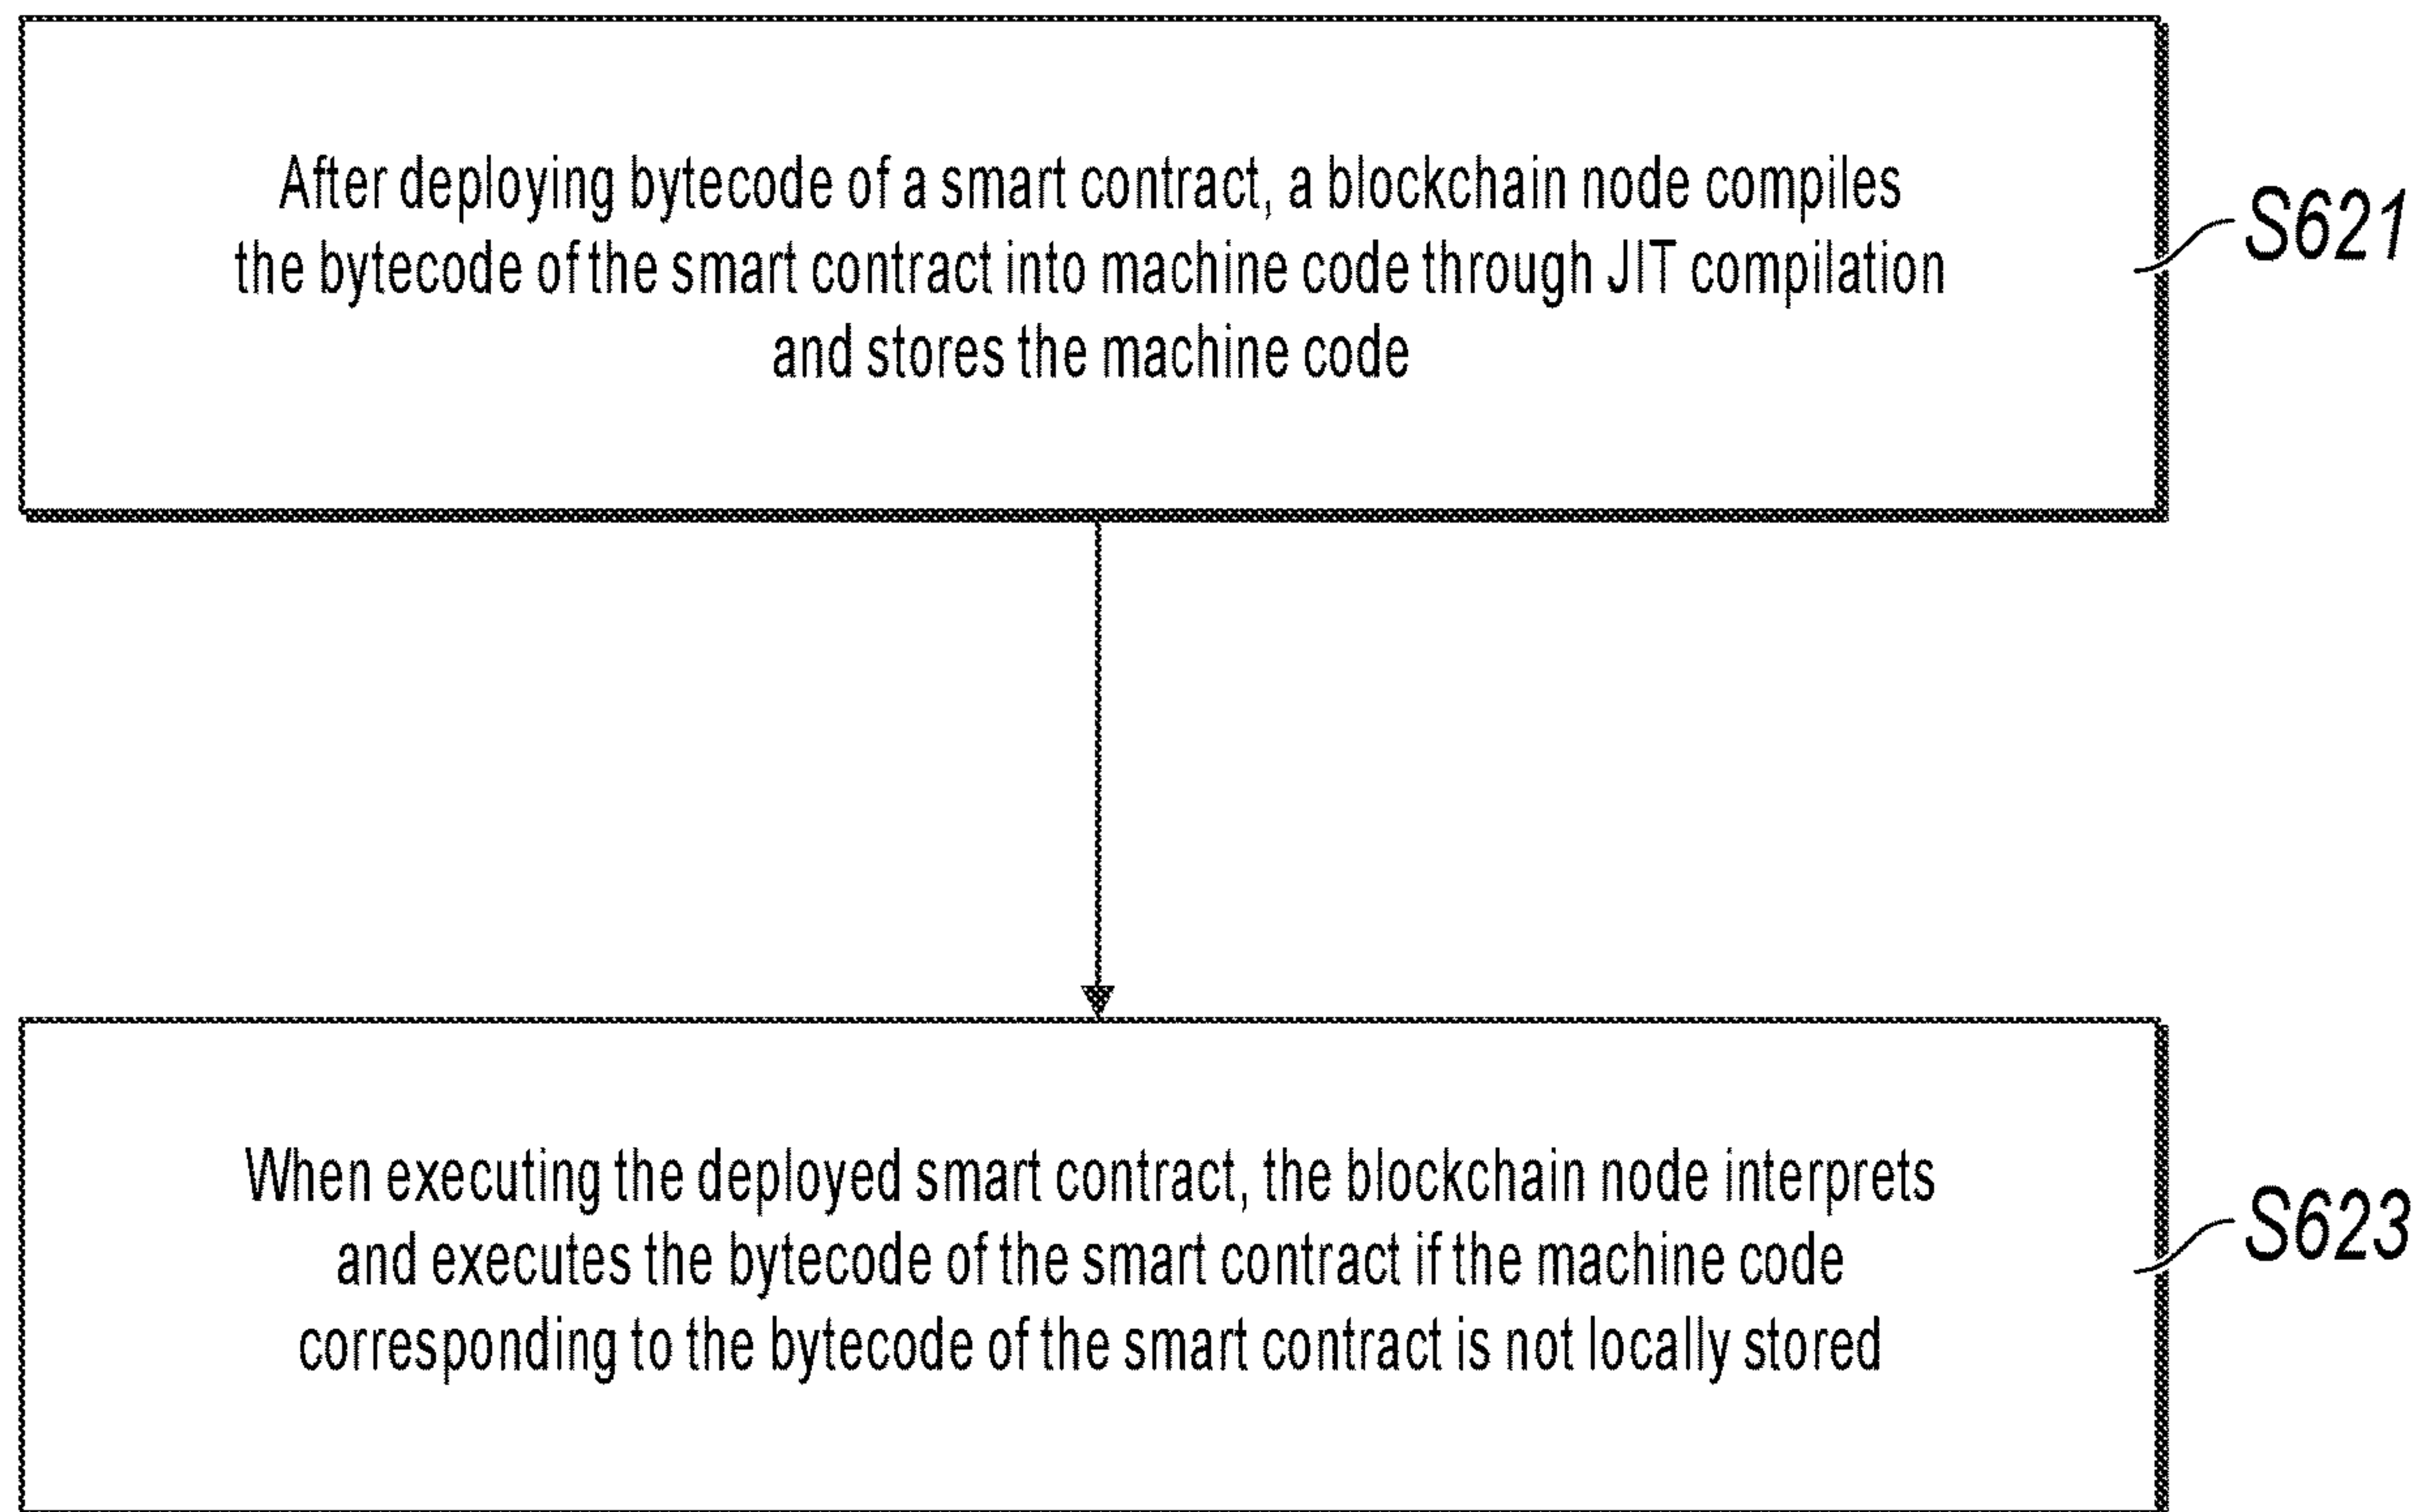 After deploying bytecode of a smart contract, a blockchain node compiles
the bytecode of the smart contract into machine code through JIT compilation
and stores the machine code
S621
When executing the deployed smart contract, the blockchain node interprets
and executes the bytecode of the smart contract if the machine code
corresponding to the bytecode of the smart contract is not locally stored
S623